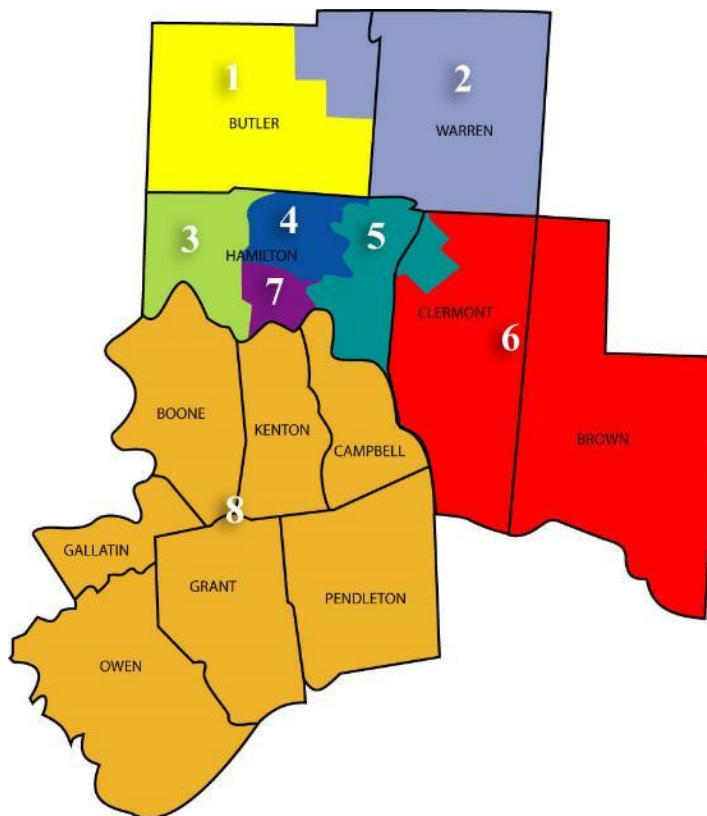 1
2
BUTLER
WARREN
3
4
5
HAMILTON
7
CLERMONT
6
BOONE
KENTON
CAMPBELL
BROWN
8
GALLATIN
GRANT
PENDLETON
OWEN